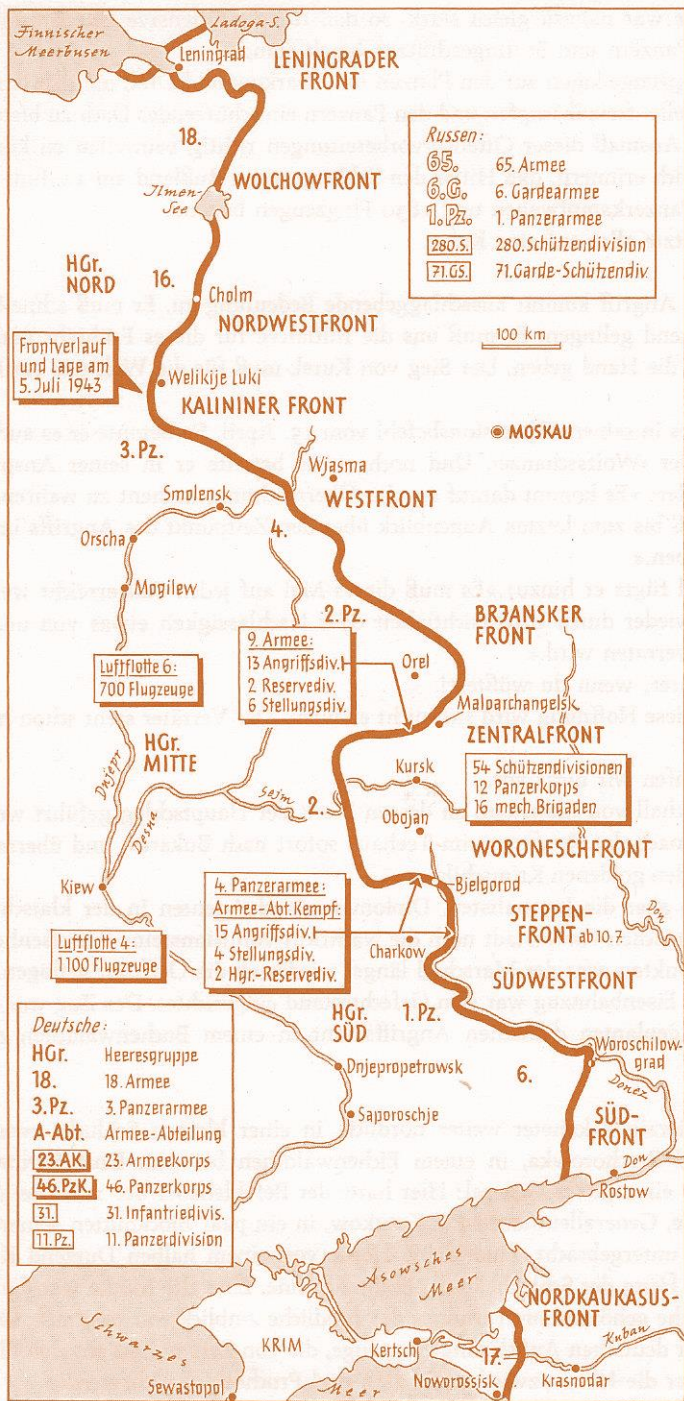 Finnischer
Meerbusen
Ladoga-S.
Leningrad
LENINGRADER
FRONT
18.
WOLCHOWFRONT
Ilmen-
See
Russen:
65. 65. Armee
6.G. 6. Gardearmee
1.Pz. 1. Panzerarmee
280.S. 280. Schützendivision
71.GS. 71. Garde-Schützendiv.
100 km
HGr.
NORD
16.
Cholm
NORDWESTFRONT
Frontverlauf
und Lage am
5. Juli 1943
Welikije Luki
KALININER FRONT
MOSKAU
3.Pz.
Wjasma
WESTFRONT
Smolensk
4.
Orscha
Mogilew
2.Pz.
BRJANSKER
FRONT
9. Armee:
13 Angriffsdiv.
2 Reservediv.
6 Stellungsdiv.
Orel
Luftflotte 6:
700 Flugzeuge
Malparchangelsk
ZENTRALFRONT
HGr.
MITTE
Dnjepr
Desna
Sejm
Kursk
54 Schützendivisionen
12 Panzerkorps
16 mech. Brigaden
2.
Obojan
WORONESCHFRONT
Kiew
Bjelgorod
Don
4. Panzerarmee:
Armee-Abt. Kempf:
15 Angriffsdiv.
4 Stellungsdiv.
2 Hgr.-Reservediv.
STEPPEN-
FRONT ab 10.7.
Charkow
Luftflotte 4:
1100 Flugzeuge
SÜDWESTFRONT
HGr.
SÜD
1.Pz.
Deutsche:
HGr. Heeresgruppe
18. 18. Armee
3.Pz. 3. Panzerarmee
A-Abt. Armee-Abteilung
23.AK. 23. Armeekorps
46.PzK. 46. Panzerkorps
31. 31. Infantriedivis.
11.Pz. 11. Panzerdivision
Woroschilow-
grad
Dnjepropetrowsk
6.
Donez
Saporoschje
SÜD-
FRONT
Don
Rostow
Asowsches
Meer
NORDKAUKASUS-
FRONT
Schwarzes
KRIM
Kertsch
Kuban
17.
Sewastopol
Meer
Noworossisk
Krasnodar